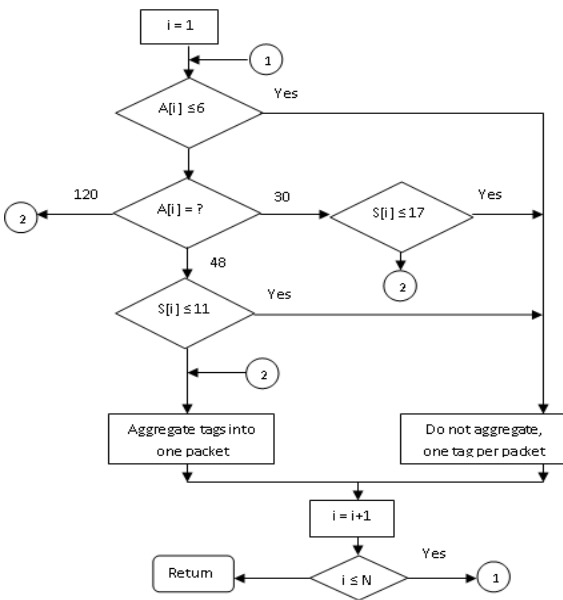 i = 1
1
A[i] ≤6
Yes
120
A[i] = ?
30
S[i] ≤17
Yes
2
48
2
S[i] ≤11
Yes
2
Aggregate tags into
one packet
Do not aggregate,
one tag per packet
i = i+1
Yes
Return
i ≤ N
1